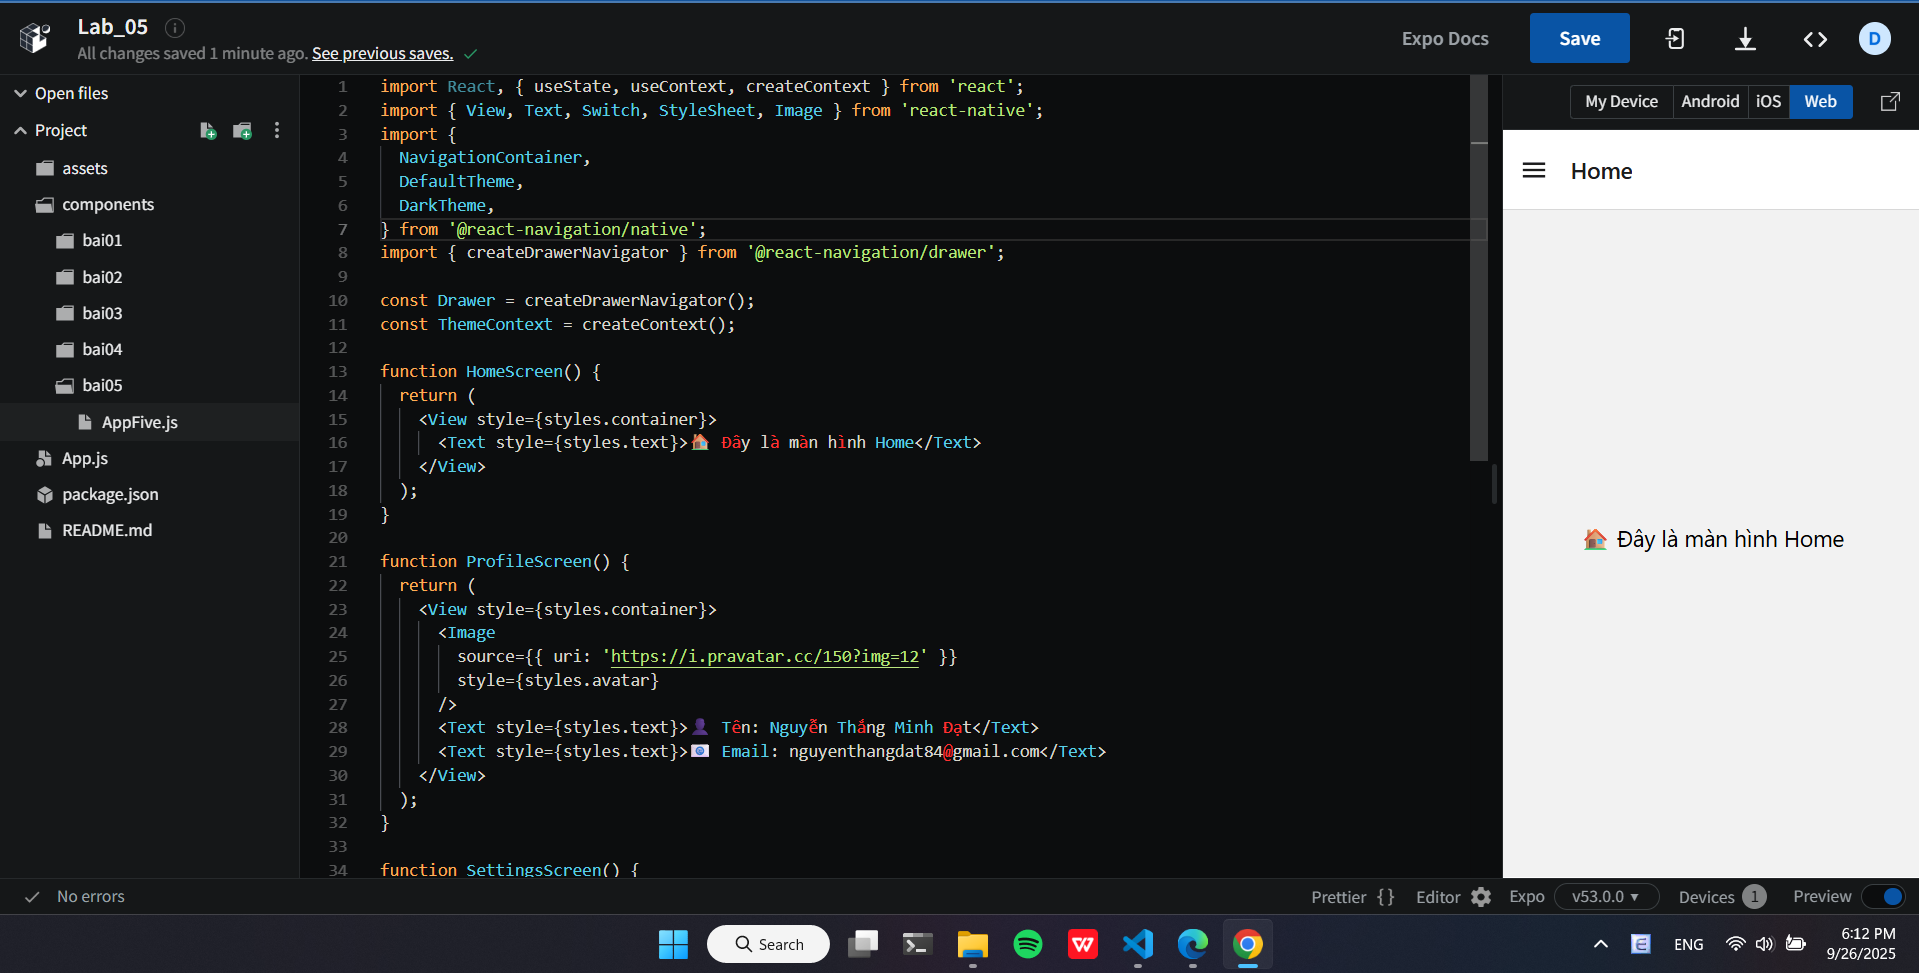 Lab_05
All changes saved 1 minute ago. See previous saves.
Expo Docs
Save
D
Open files
Project
assets
components
bai01
bai02
bai03
bai04
bai05
AppFive.js
App.js
package.json
README.md
1 import React, { useState, useContext, createContext } from 'react';
2 import { View, Text, Switch, StyleSheet, Image } from 'react-native';
3 import {
4 NavigationContainer,
5 DefaultTheme,
6 DarkTheme,
7 } from '@react-navigation/native';
8 import { createDrawerNavigator } from '@react-navigation/drawer';
9
10 const Drawer = createDrawerNavigator();
11 const ThemeContext = createContext();
12
13 function HomeScreen() {
14 return (
15 <View style={styles.container}>
16 <Text style={styles.text}>🏠 Đây là màn hình Home</Text>
17 </View>
18 );
19 }
20
21 function ProfileScreen() {
22 return (
23 <View style={styles.container}>
24 <Image
25 source={{ uri: 'https://i.pravatar.cc/150?img=12' }}
26 style={styles.avatar}
27 />
28 <Text style={styles.text}>👤 Tên: Nguyễn Thắng Minh Đạt</Text>
29 <Text style={styles.text}>📧 Email: nguyenthangdat84@gmail.com</Text>
30 </View>
31 );
32 }
33
34 function SettingsScreen() {
My Device Android iOS Web
Home
🏠 Đây là màn hình Home
No errors
Prettier {} Editor Expo v53.0.0 Devices 1 Preview
Search
ENG
6:12 PM
9/26/2025